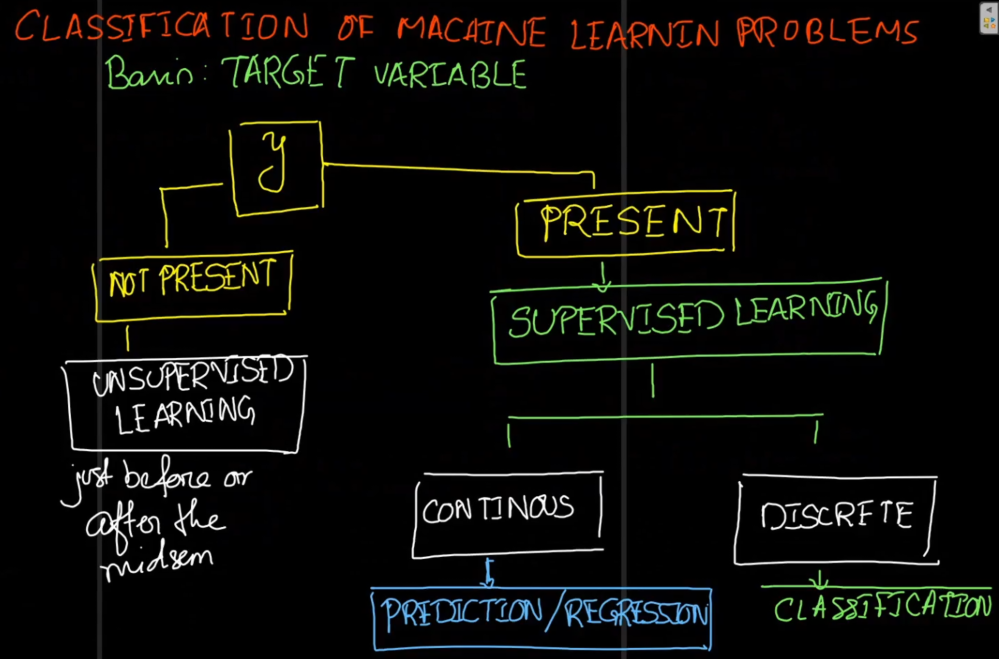 CLASSIFICATION OF MACAINE LEARNIN PROBLEMS
Basis: TARGET VARIABLE
y
PRESENT
NOT PRESENT
SUPERVISED LEARNING
UNSUPERVISED
LEARNING
just before or
after the
midsem
CONTINOUS
DISCRETE
PREDICTION/REGRESSION
CLASSIFICATION